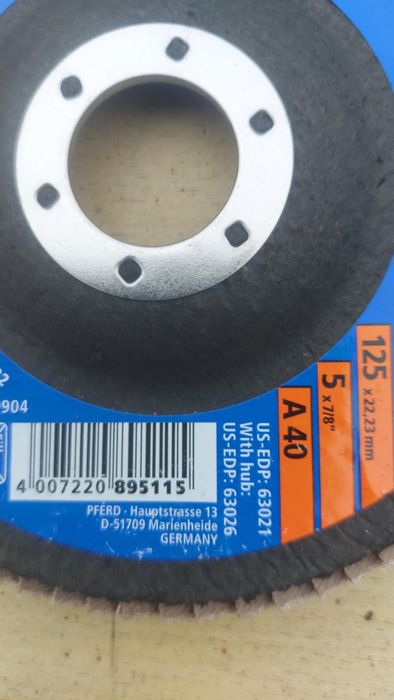 125
x 22,23 mm
5
x 7/8"
A 40
US-EDP: 63021
With hub:
US-EDP: 63026
904
4 007220 895115
PFERD · Hauptstrasse 13
D-51709 Marienheide
GERMANY